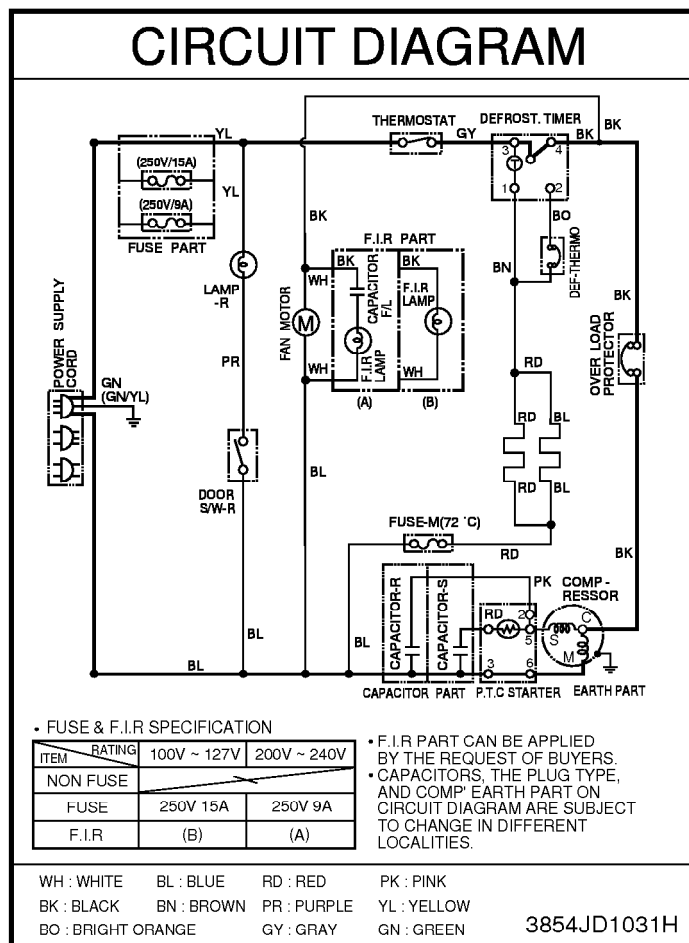 CIRCUIT DIAGRAM
THERMOSTAT
DEFROST. TIMER
YL
GY
BK
BK
(250V/15A)
3
4
T
YL
(250V/9A)
1
2
BK
BO
FUSE PART
F.I.R PART
BK
BK
WH
CAPACITOR F/L
F.I.R
LAMP
BN
DEF-THERMO
BK
LAMP
-R
FAN MOTOR
M
OVER LOAD
PROTECTOR
POWER SUPPLY
CORD
PR
WH
F.I.R
LAMP
WH
RD
GN
(GN/YL)
(A)
(B)
RD
BL
BL
RD
BL
DOOR
S/W-R
FUSE-M(72 °C)
RD
BK
CAPACITOR-R
CAPACITOR-S
PK
COMP-
RESSOR
RD
2
5
C
S
M
BL
BL
BL
3
6
CAPACITOR PART
P.T.C STARTER
EARTH PART
• FUSE & F.I.R SPECIFICATION
ITEM RATING 100V ~ 127V 200V ~ 240V
NON FUSE
FUSE 250V 15A 250V 9A
F.I.R (B) (A)
• F.I.R PART CAN BE APPLIED
BY THE REQUEST OF BUYERS.
• CAPACITORS, THE PLUG TYPE,
AND COMP' EARTH PART ON
CIRCUIT DIAGRAM ARE SUBJECT
TO CHANGE IN DIFFERENT
LOCALITIES.
WH : WHITE BL : BLUE RD : RED PK : PINK
BK : BLACK BN : BROWN PR : PURPLE YL : YELLOW
BO : BRIGHT ORANGE GY : GRAY GN : GREEN
3854JD1031H